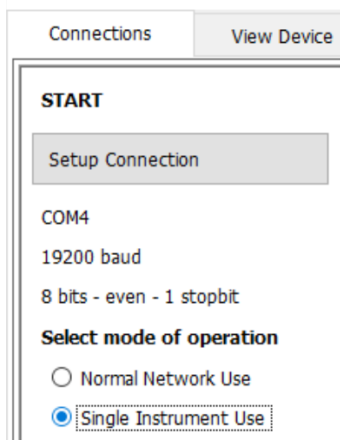 Connections
View Device
START
Setup Connection
COM4
19200 baud
8 bits - even - 1 stopbit
Select mode of operation
Normal Network Use
Single Instrument Use